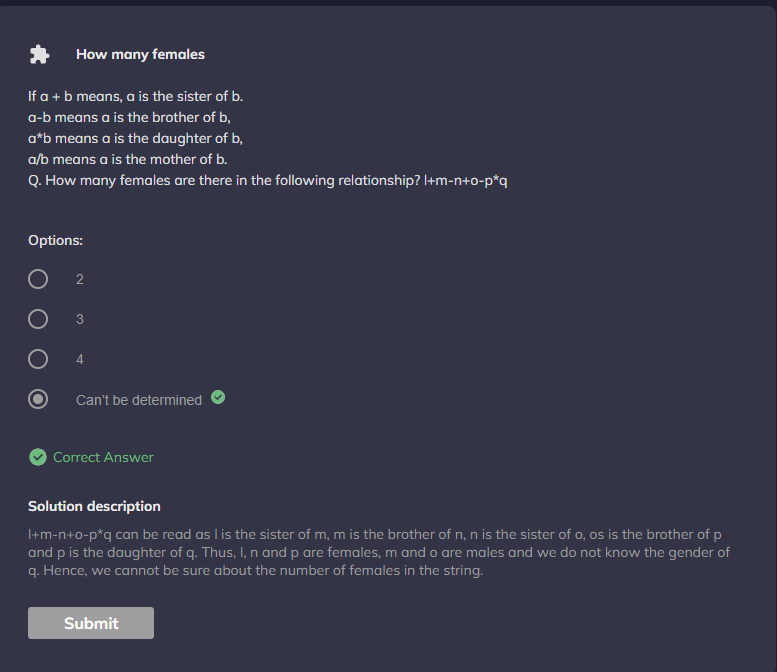 How many females
If a + b means, a is the sister of b.
a-b means a is the brother of b,
a*b means a is the daughter of b,
a/b means a is the mother of b.
Q. How many females are there in the following relationship? l+m-n+o-p*q
Options:
2
3
4
Can't be determined
Correct Answer
Solution description
l+m-n+o-p*q can be read as l is the sister of m, m is the brother of n, n is the sister of o, os is the brother of p
and p is the daughter of q. Thus, l, n and p are females, m and o are males and we do not know the gender of
q. Hence, we cannot be sure about the number of females in the string.
Submit